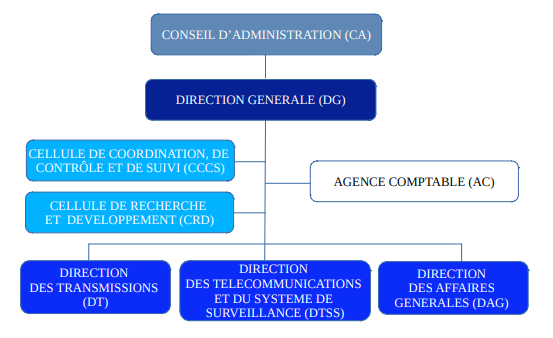 CONSEIL D'ADMINISTRATION (CA)
DIRECTION GENERALE (DG)
CELLULE DE COORDINATION, DE
CONTRÔLE ET DE SUIVI (CCCS)
AGENCE COMPTABLE (AC)
CELLULE DE RECHERCHE
ET DEVELOPPEMENT (CRD)
DIRECTION
DES TRANSMISSIONS
(DT)
DIRECTION
DES TELECOMMUNICATIONS
ET DU SYSTEME DE
SURVEILLANCE (DTSS)
DIRECTION
DES AFFAIRES
GENERALES (DAG)